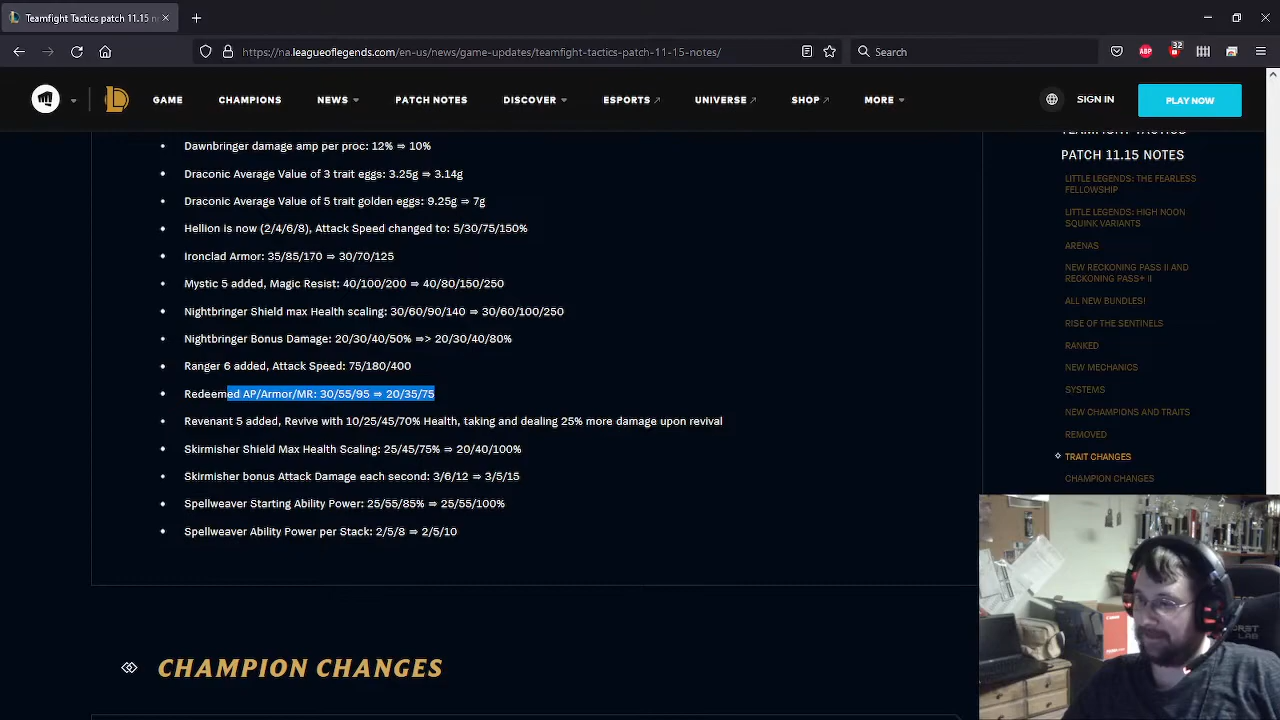 Teamfight Tactics patch 11.15 no
https://na.leagueoflegends.com/en-us/news/game-updates/teamfight-tactics-patch-11-15-notes/
Search
ABP
32
GAME
CHAMPIONS
NEWS
PATCH NOTES
DISCOVER
ESPORTS
UNIVERSE
SHOP
MORE
SIGN IN
PLAY NOW
Dawnbringer damage amp per proc: 12% ⇒ 10%
Draconic Average Value of 3 trait eggs: 3.25g ⇒ 3.14g
Draconic Average Value of 5 trait golden egg: 9.25g ⇒ 7g
Hellion is now (2/4/6/8), Attack Speed changes: 5/30/75/150%
Ironclad Armor: 35/85/170 ⇒ 30/70/125
Mystic 5 added, Magic Resist: 40/100/200 ⇒ 40/100/150/250
Nightbringer Shield max Health scaling: 30/60/90/140 ⇒ 30/60/100/250
Nightbringer Bonus Damage: 20/30/40/50% => 20/30/40/80%
Ranger 6 added, Attack Speed: 75/180/400
Redeemed AP/Armor/MR: 30/55/95 ⇒ 20/35/75
Revenant 5 added, Revive with 10/25/45/70% Health, taking and dealing 25% more damage upon revival
Skirmisher Shield Max Health Scaling: 25/45/75% ⇒ 20/40/100%
Skirmisher bonus Attack Damage each second: 3/6/12 ⇒ 3/5/15
Spellweaver Starting Ability Power: 25/55/85% ⇒ 25/55/100%
Spellweaver Ability Power per Stack: 2/5/8 ⇒ 2/5/10
CHAMPION CHANGES
TEAMFIGHT TACTICS
PATCH 11.15 NOTES
LITTLE LEGENDS: THE FEARLESS
FELLOWSHIP
LITTLE LEGENDS: HIGH NOON
SQUINK VARIANTS
ARENAS
NEW RECKONING PASS II AND
RECKONING PASS+ II
ALL NEW BUNDLES!
RISE OF THE SENTINELS
RANKED
NEW MECHANICS
SYSTEMS
NEW CHAMPIONS AND TRAITS
REMOVED
TRAIT CHANGES
CHAMPION CHANGES